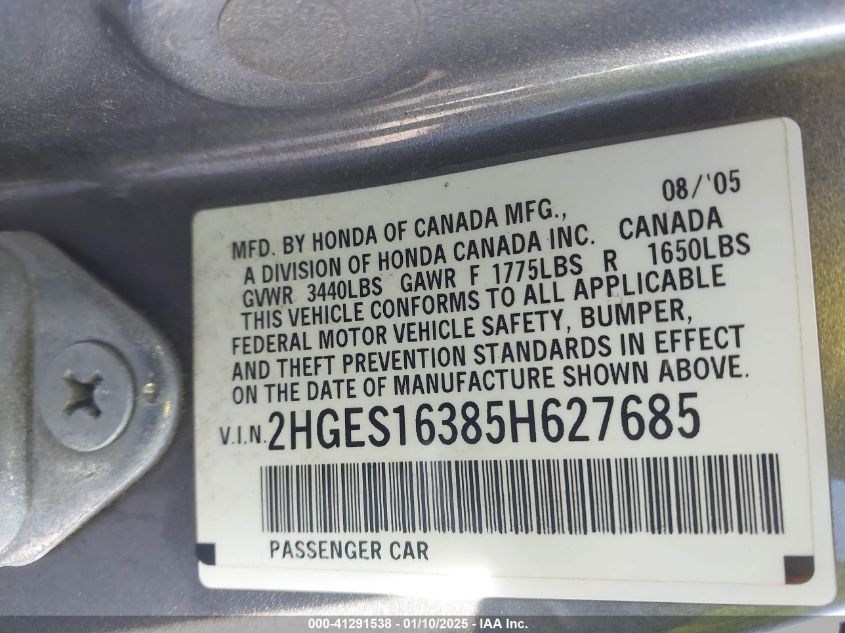 08/'05
MFD. BY HONDA OF CANADA MFG.,
A DIVISION OF HONDA CANADA INC. CANADA
GVWR 3440LBS GAWR F 1775LBS R 1650LBS
THIS VEHICLE CONFORMS TO ALL APPLICABLE
FEDERAL MOTOR VEHICLE SAFETY, BUMPER,
AND THEFT PREVENTION STANDARDS IN EFFECT
ON THE DATE OF MANUFACTURE SHOWN ABOVE.
V.I.N. 2HGES16385H627685
PASSENGER CAR
000-41291538 - 01/10/2025 - IAA Inc.